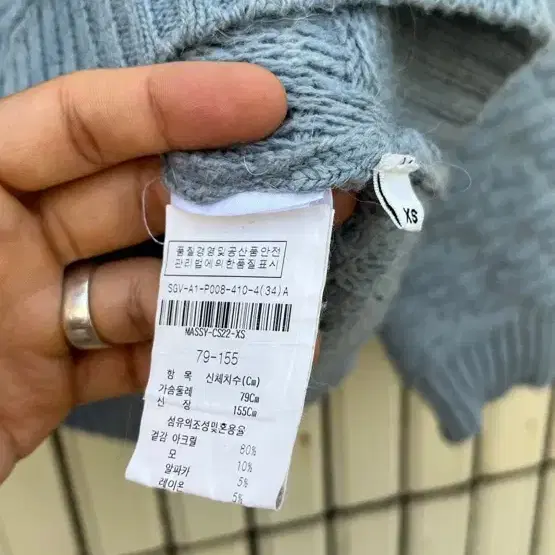 품질경영및공산품안전
관리법에의한품질표시
SGV-A1-P008-410-4(34)A
MASSY-CS22-XS
79-155
항 목 신체치수(Cm)
가슴둘레 79Cm
신 장 155Cm
섬유의조성및혼용율
겉감 아크릴 80%
모 10%
알파카 5%
레이온 5%
XS